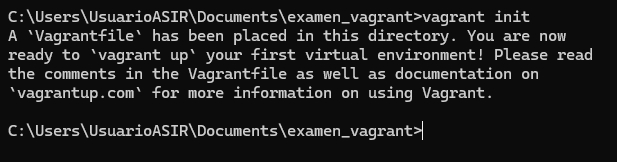 C:\Users\UsuarioASIR\Documents\examen_vagrant>vagrant init
A `Vagrantfile` has been placed in this directory. You are now
ready to `vagrant up` your first virtual environment! Please read
the comments in the Vagrantfile as well as documentation on
`vagrantup.com` for more information on using Vagrant.
C:\Users\UsuarioASIR\Documents\examen_vagrant>